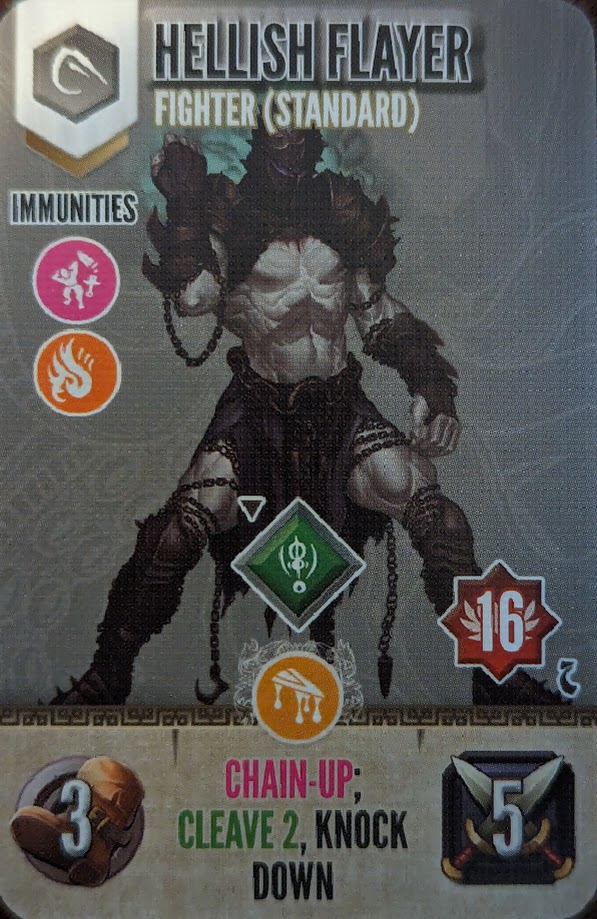 HELLISH FLAYER
FIGHTER (STANDARD)
IMMUNITIES
16
3
CHAIN-UP;
CLEAVE 2, KNOCK
DOWN
5